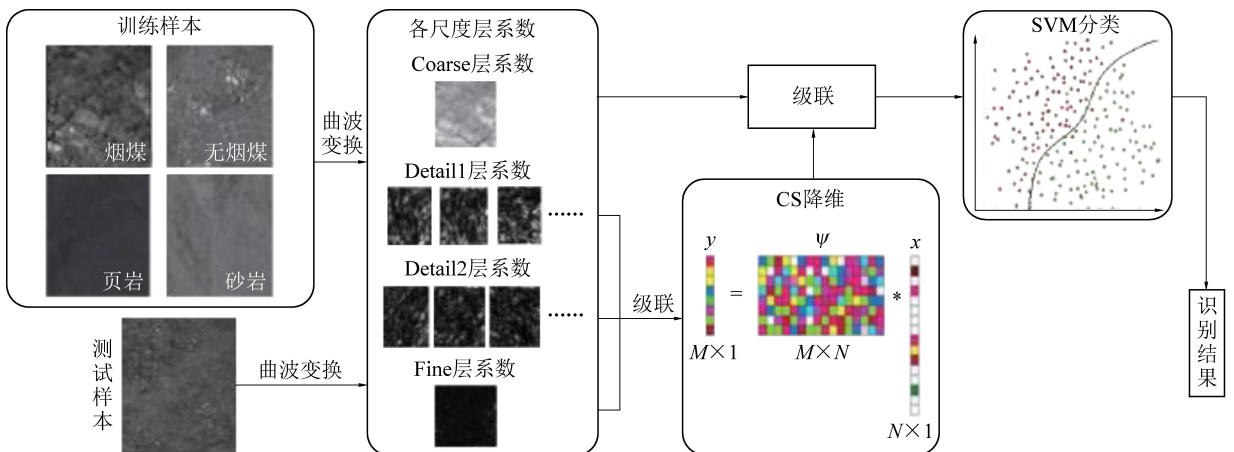 训练样本
烟煤
无烟煤
页岩
砂岩
测试样本
曲波
变换
曲波变换
各尺度层系数
Coarse层系数
Detail1层系数
······
Detail2层系数
······
Fine层系数
级联
级联
CS降维
y
=
ψ
*
x
M×1
M×N
N×1
SVM分类
识别结果